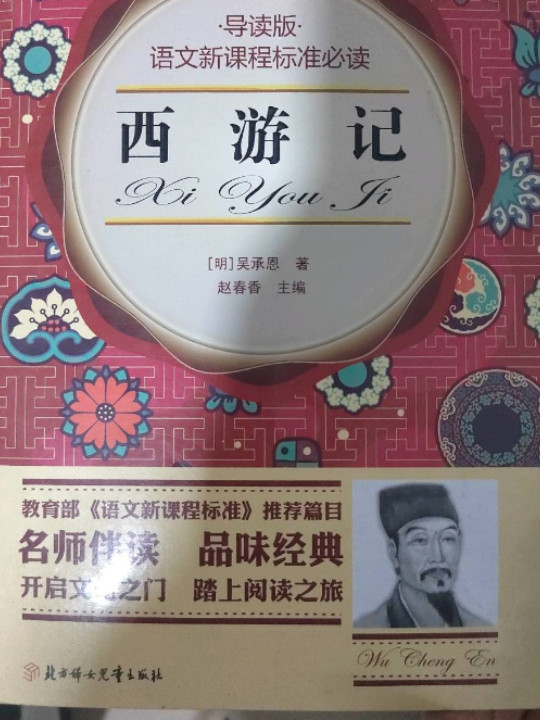 ·导读版·
语文新课程标准必读
西游记
Xi You Ji
[明]吴承恩 著
赵春香 主编
教育部《语文新课程标准》推荐篇目
名师伴读 品味经典
开启文学之门 踏上阅读之旅
Wu Cheng En
北方妇女儿童出版社